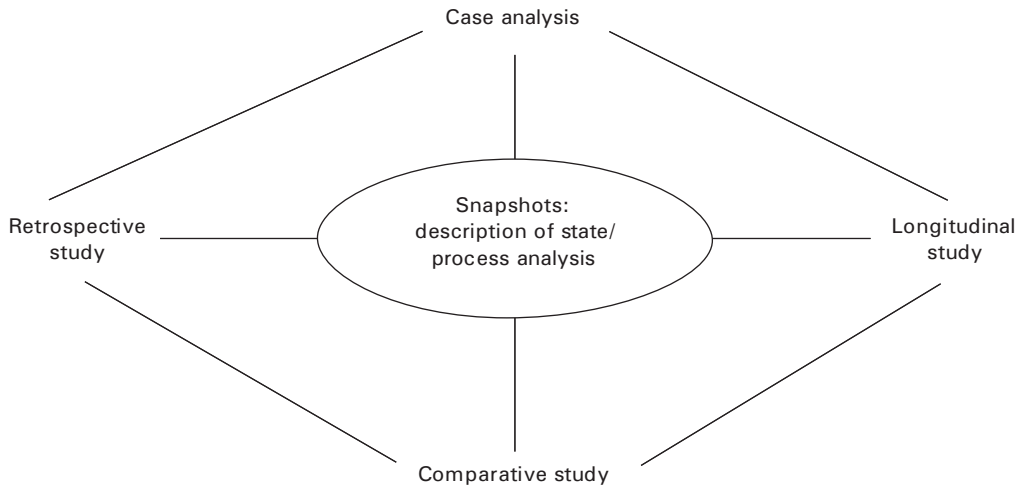 Case analysis
Snapshots:
description of state/
process analysis
Retrospective
study
Longitudinal
study
Comparative study